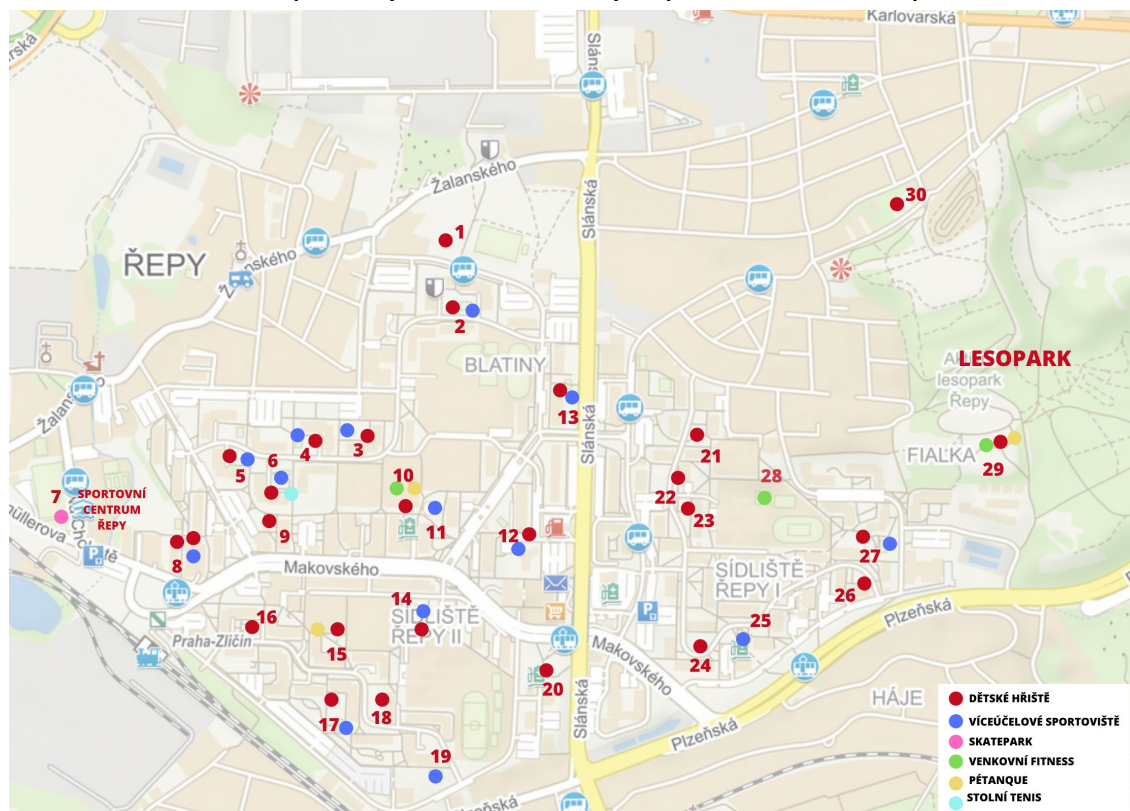 Karlovarská
Slánská
Žalanského
30
Slánská
1
ŘEPY
Žalanského
2
LESOPARK
lesopark
Řepy
BLATINY
13
Slánská
3
4
21
FIALKA
29
5
6
10
28
22
7
SPORTOVNÍ
CENTRUM
ŘEPY
23
9
11
12
27
8
Makovského
SÍDLIŠTĚ
ŘEPY I
26
14
16
SÍDLIŠTĚ
ŘEPY II
25
Plzeňská
Praha-Zličín
15
Makovského
24
20
Slánská
17
18
Plzeňská
HÁJE
19
DĚTSKÉ HŘIŠTĚ
VÍCEÚČELOVÉ SPORTOVIŠTĚ
SKATEPARK
VENKOVNÍ FITNESS
PÉTANQUE
STOLNÍ TENIS